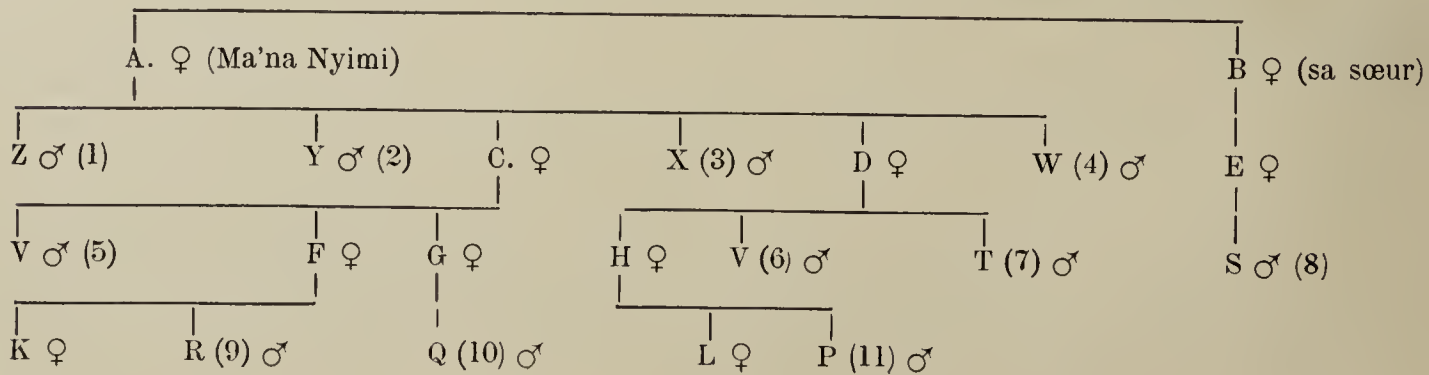 A. ♀ (Ma'na Nyimi) B ♀ (sa sœur)
Z ♂ (1) Y ♂ (2) C. ♀ X (3) ♂ D ♀ W (4) ♂ E ♀
V ♂ (5) F ♀ G ♀ H ♀ V (6) ♂ T (7) ♂ S ♂ (8)
K ♀ R (9) ♂ Q (10) ♂ L ♀ P (11) ♂